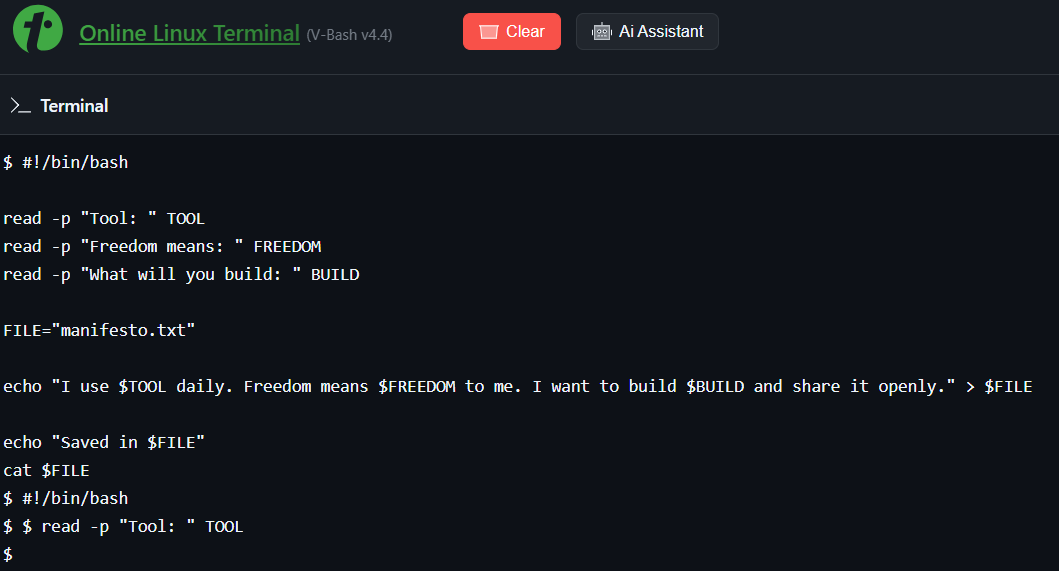 Online Linux Terminal (V-Bash v4.4) Clear Ai Assistant
>_ Terminal
$ #!/bin/bash
read -p "Tool: " TOOL
read -p "Freedom means: " FREEDOM
read -p "What will you build: " BUILD
FILE="manifesto.txt"
echo "I use $TOOL daily. Freedom means $FREEDOM to me. I want to build $BUILD and share it openly." > $FILE
echo "Saved in $FILE"
cat $FILE
$ #!/bin/bash
$ $ read -p "Tool: " TOOL
$